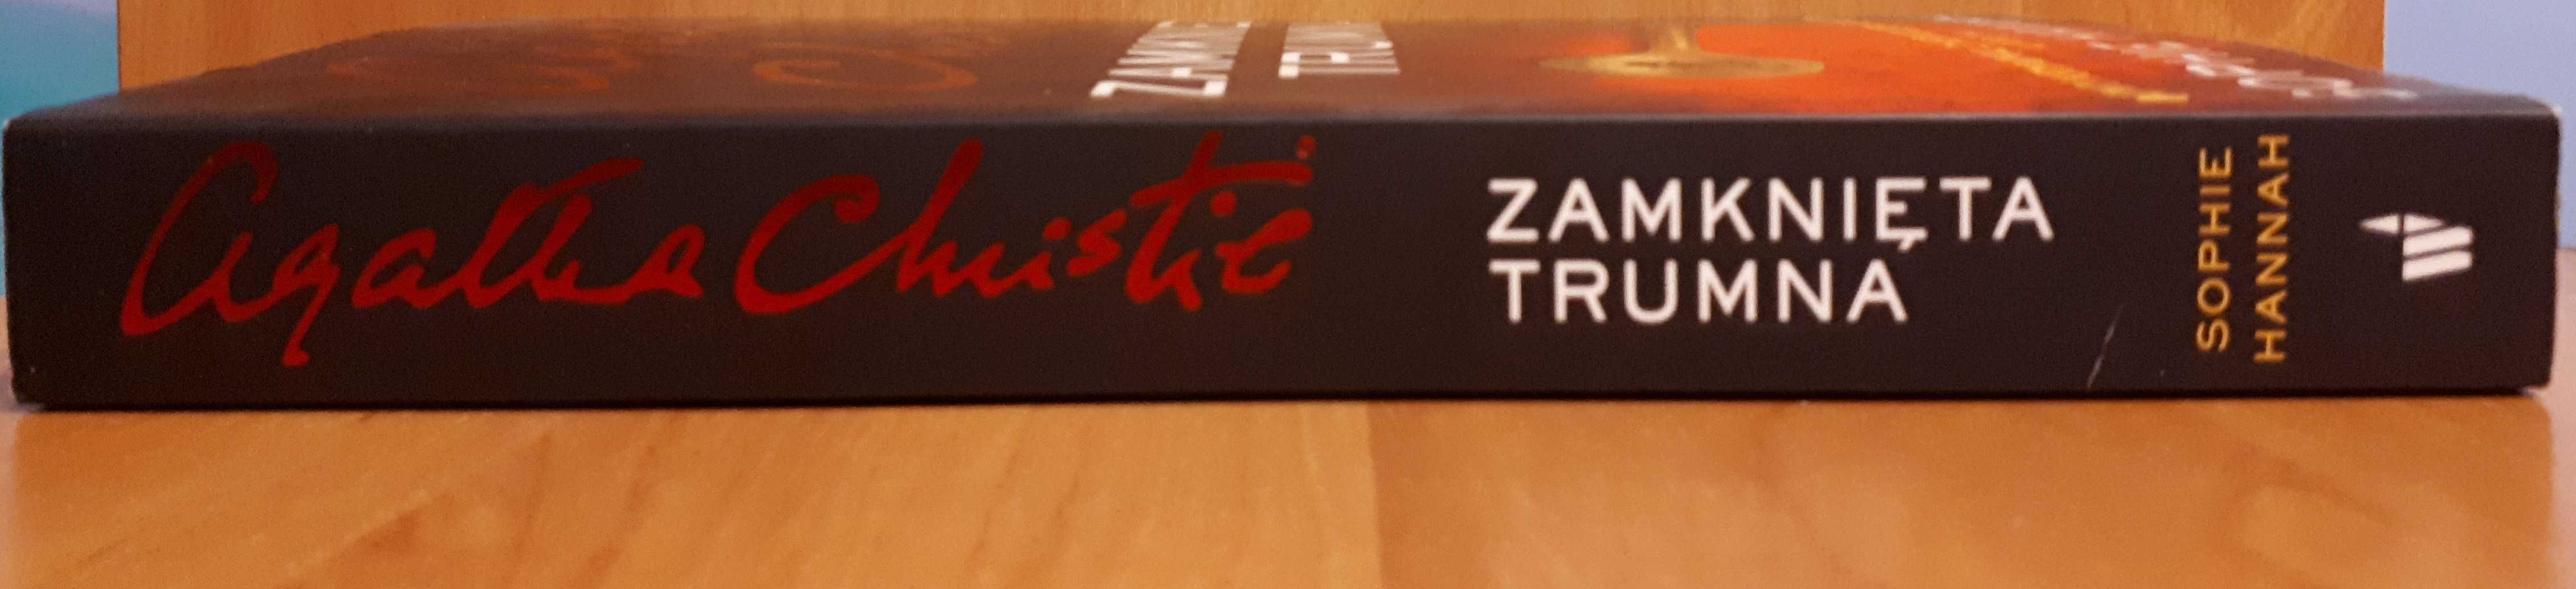 Agatha Christie
ZAMKNIĘTA
TRUMNA
SOPHIE
HANNAH